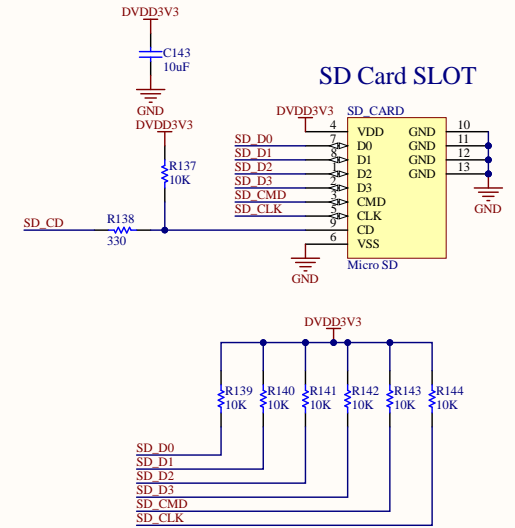 DVDD3V3
C143
10uF
GND
DVDD3V3
R137
10K
SD_CD
R138
330
SD Card SLOT
DVDD3V3
SD_CARD
SD_D0
SD_D1
SD_D2
SD_D3
SD_CMD
SD_CLK
4 VDD GND 10
7 D0 GND 11
8 D1 GND 12
1 D2 GND 13
2 D3
3 CMD
5 CLK
9 CD
6 VSS
Micro SD
GND
GND
DVDD3V3
R139 R140 R141 R142 R143 R144
10K 10K 10K 10K 10K 10K
SD_D0
SD_D1
SD_D2
SD_D3
SD_CMD
SD_CLK